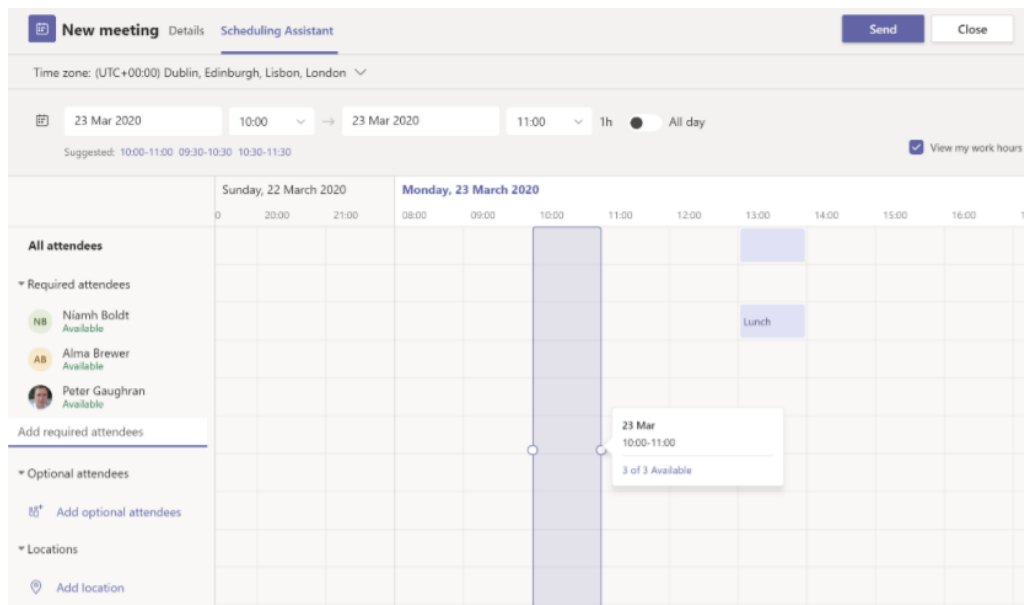 New meeting Details Scheduling Assistant Send Close
Time zone: (UTC+00:00) Dublin, Edinburgh, Lisbon, London
23 Mar 2020 10:00 → 23 Mar 2020 11:00 1h All day
Suggested: 10:00-11:00 09:30-10:30 10:30-11:30
View my work hours
Sunday, 22 March 2020 Monday, 23 March 2020
0 20:00 21:00 08:00 09:00 10:00 11:00 12:00 13:00 14:00 15:00 16:00 1
All attendees
Required attendees
NB Níamh Boldt
Available
Lunch
AB Alma Brewer
Available
Peter Gaughran
Available
Add required attendees
23 Mar
10:00-11:00
3 of 3 Available
Optional attendees
Add optional attendees
Locations
Add location